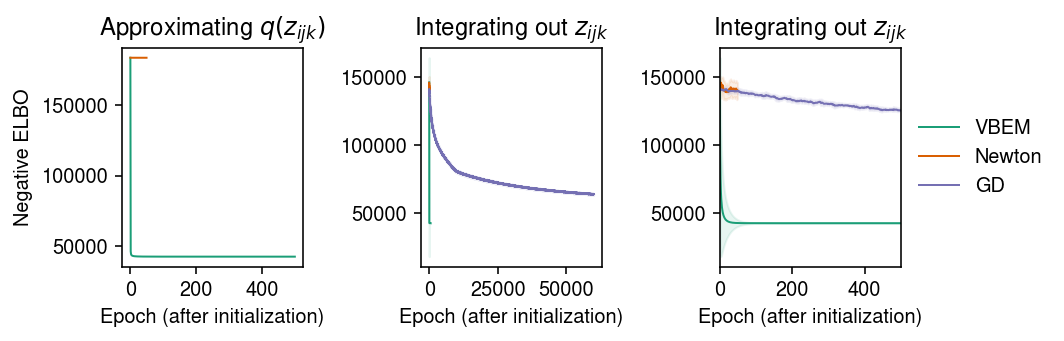 Approximating q(z_ijk)
Integrating out z_ijk
Integrating out z_ijk
Negative ELBO
150000
100000
50000
0
200
400
Epoch (after initialization)
150000
100000
50000
0
25000
50000
Epoch (after initialization)
150000
100000
50000
0
200
400
Epoch (after initialization)
VBEM
Newton
GD